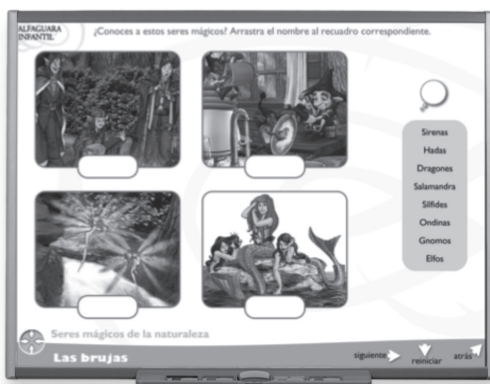 ALFAGUARA
INFANTIL
¿Conoces a estos seres mágicos? Arrastra el nombre al recuadro correspondiente.
Sirenas
Hadas
Dragones
Salamandra
Sílfides
Ondinas
Gnomos
Elfos
Seres mágicos de la naturaleza
Las brujas
siguiente
reiniciar
atrás